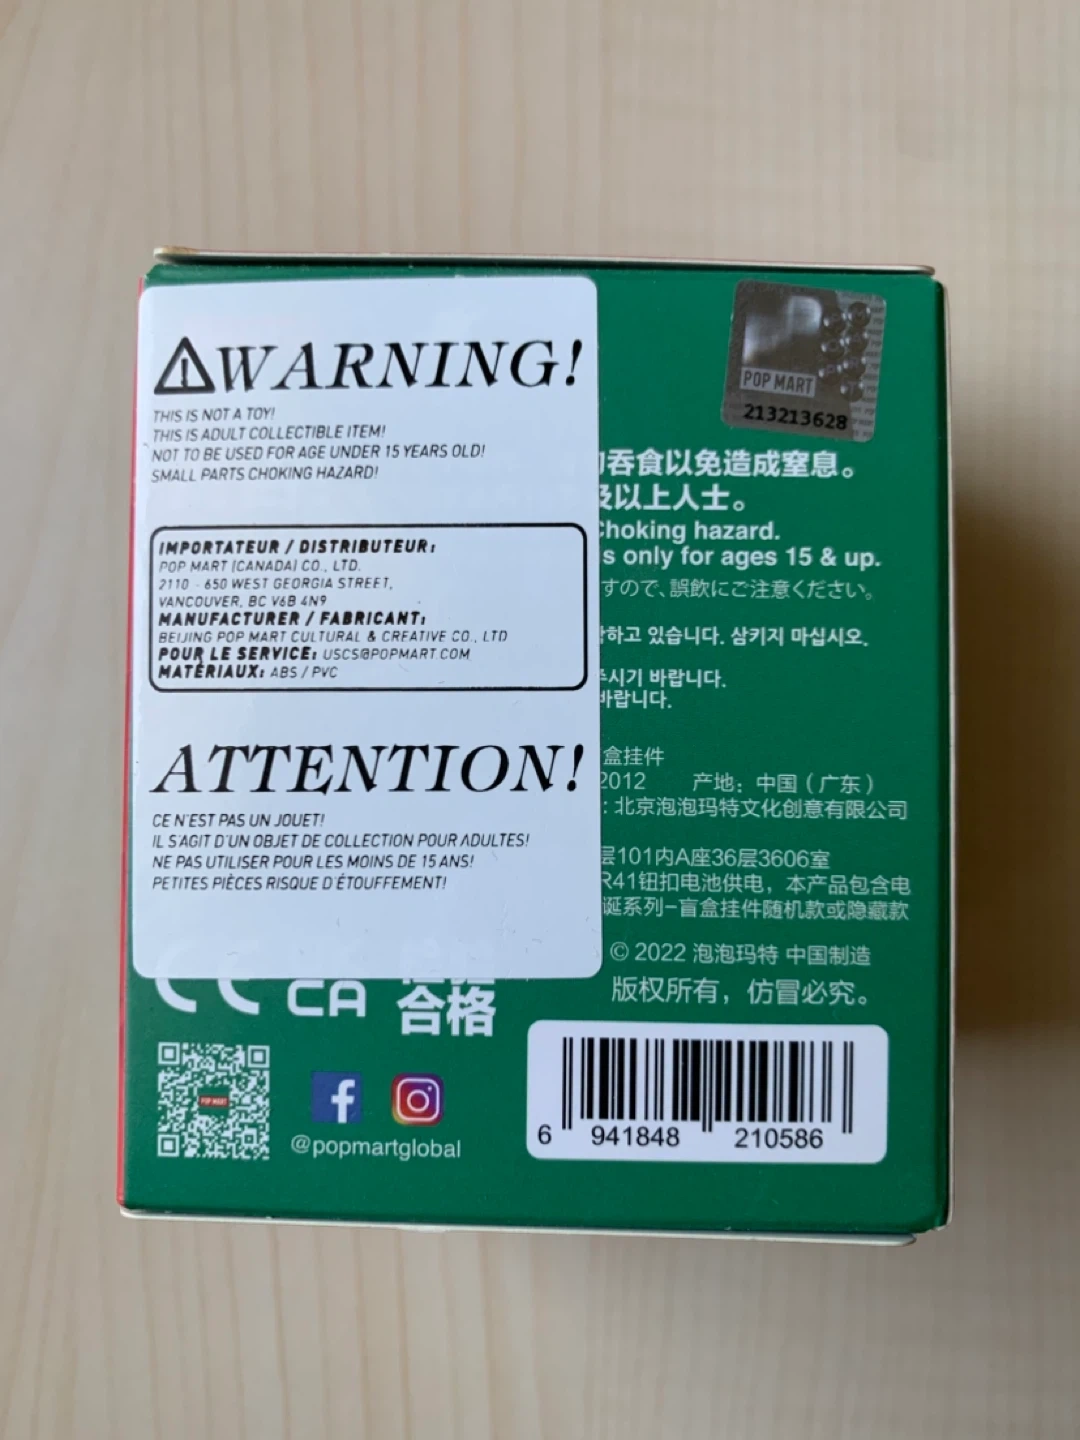 WARNING!
THIS IS NOT A TOY!
THIS IS ADULT COLLECTIBLE ITEM!
NOT TO BE USED FOR AGE UNDER 15 YEARS OLD!
SMALL PARTS CHOKING HAZARD!
IMPORTATEUR / DISTRIBUTEUR:
POP MART (CANADA) CO., LTD.
2110 - 650 WEST GEORGIA STREET,
VANCOUVER, BC V6B 4N9
MANUFACTURER / FABRICANT:
BEIJING POP MART CULTURAL & CREATIVE CO., LTD
POUR LE SERVICE: USCS@POPMART.COM
MATÉRIAUX: ABS / PVC
ATTENTION!
CE N'EST PAS UN JOUET!
IL S'AGIT D'UN OBJET DE COLLECTION POUR ADULTES!
NE PAS UTILISER POUR LES MOINS DE 15 ANS!
PETITES PIÈCES RISQUE D'ÉTOUFFEMENT!
POP MART
213213628
吞食以免造成窒息。
及以上人士。
Choking hazard.
s only for ages 15 & up.
すので、誤飲にご注意ください。
하고 있습니다. 삼키지 마십시오.
주시기 바랍니다.
바랍니다.
盒挂件
2012 产地：中国（广东）
: 北京泡泡玛特文化创意有限公司
层101内A座36层3606室
R41钮扣电池供电，本产品包含电
诞系列-盲盒挂件随机款或隐藏款
© 2022 泡泡玛特 中国制造
版权所有，仿冒必究。
CE
CA
合格
POP MART
@popmartglobal
6 941848 210586